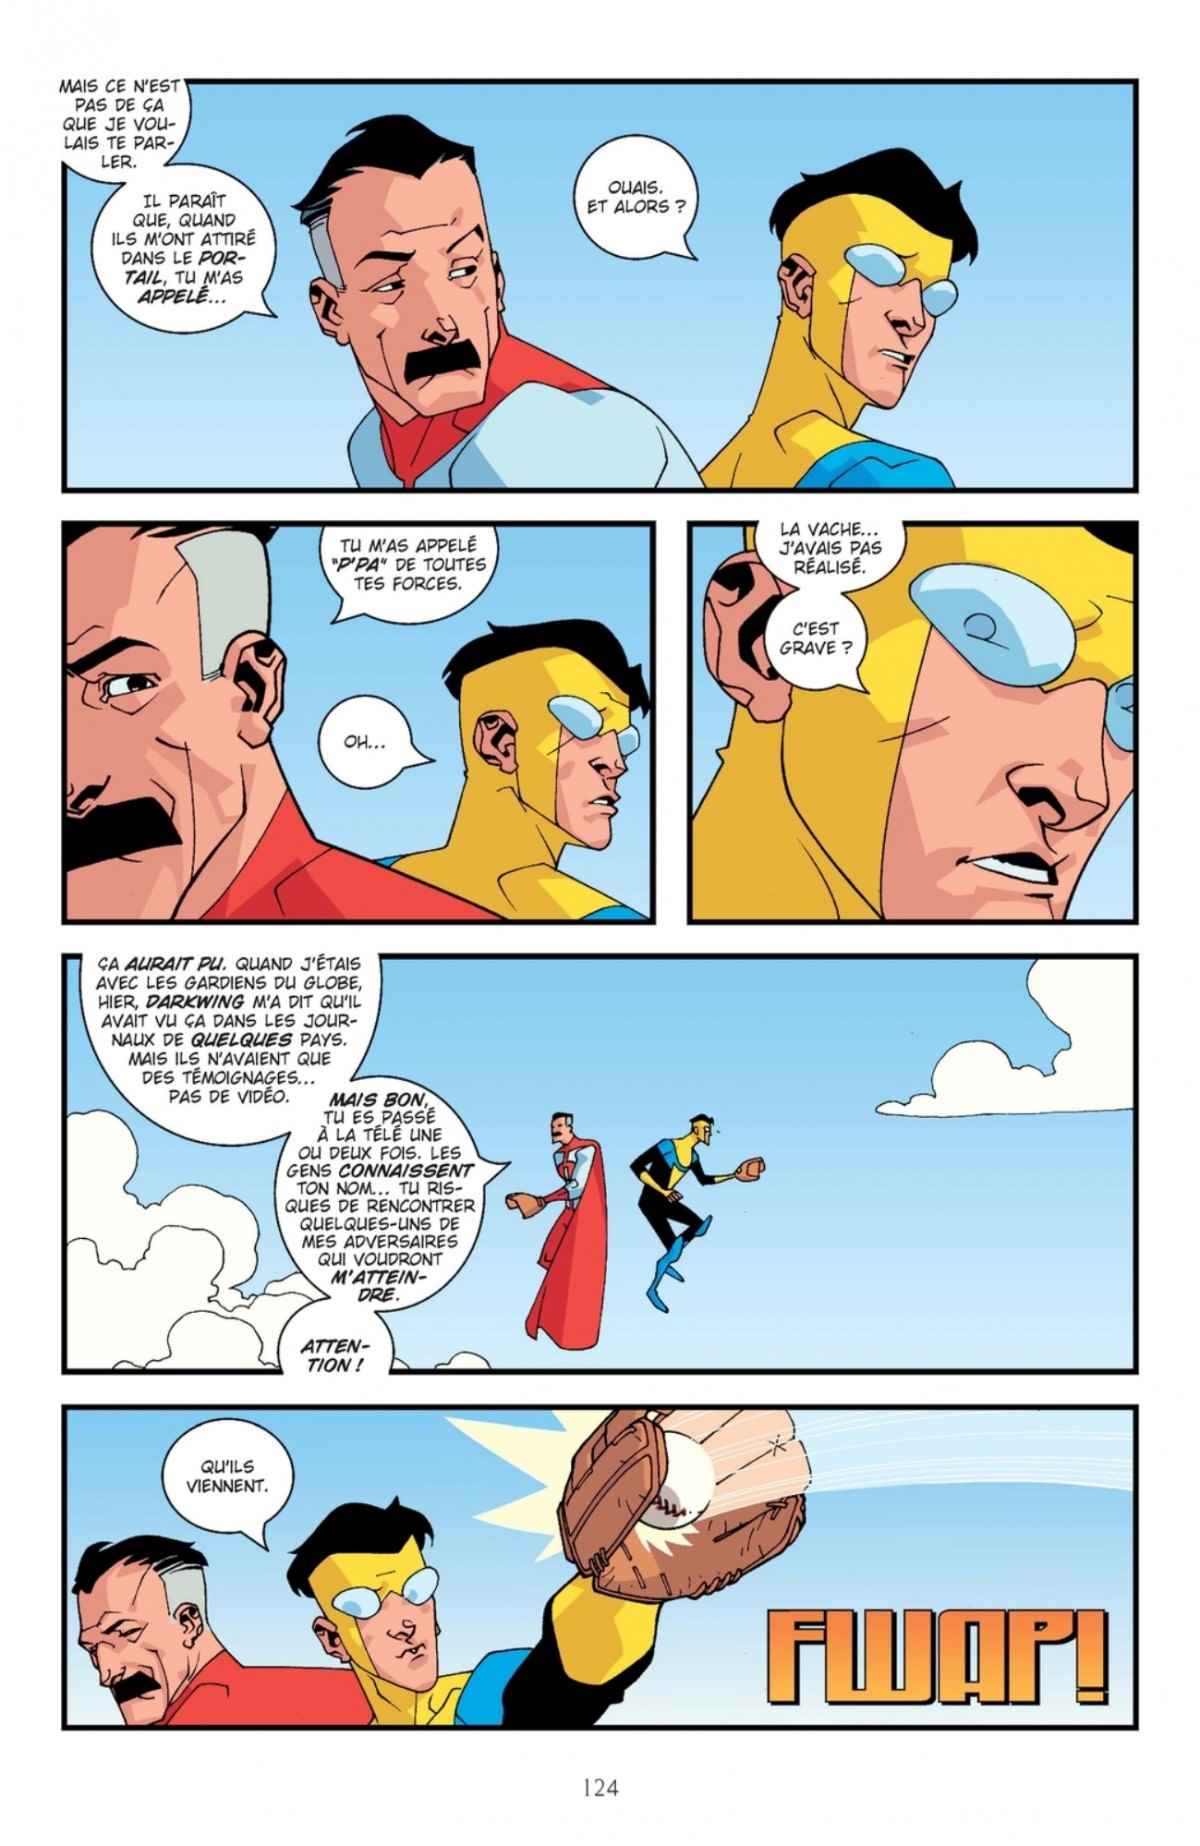 MAIS CE N'EST
PAS DE ÇA
QUE JE VOU-
LAIS TE PAR-
LER.
IL PARAÎT
QUE, QUAND
ILS M'ONT ATTIRÉ
DANS LE POR-
TAIL, TU M'AS
APPELÉ...
OUAIS.
ET ALORS ?
TU M'AS APPELÉ
"P'PA" DE TOUTES
TES FORCES.
OH...
LA VACHE...
J'AVAIS PAS
RÉALISÉ.
C'EST
GRAVE ?
ÇA AURAIT PU. QUAND J'ÉTAIS
AVEC LES GARDIENS DU GLOBE,
HIER, DARKWING M'A DIT QU'IL
AVAIT VU ÇA DANS LES JOUR-
NAUX DE QUELQUES PAYS.
MAIS ILS N'AVAIENT QUE
DES TÉMOIGNAGES...
PAS DE VIDÉO.
MAIS BON,
TU ES PASSÉ
À LA TÉLÉ UNE
OU DEUX FOIS. LES
GENS CONNAISSENT
TON NOM... TU RIS-
QUES DE RENCONTRER
QUELQUES-UNS DE
MES ADVERSAIRES
QUI VOUDRONT
M'ATTEIN-
DRE.
ATTEN-
TION !
QU'ILS
VIENNENT.
FWAP!
124